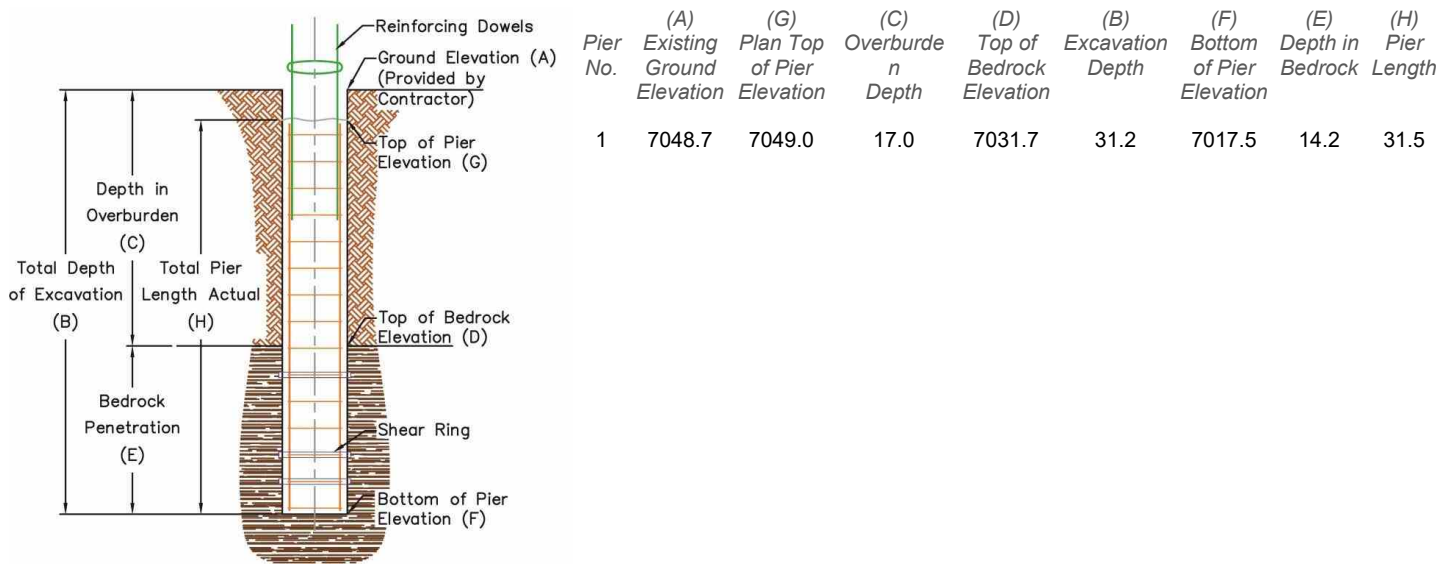 Reinforcing Dowels
Ground Elevation (A)
(Provided by
Contractor)
Top of Pier
Elevation (G)
Depth in
Overburden
(C)
Total Depth
of Excavation
(B)
Total Pier
Length Actual
(H)
Top of Bedrock
Elevation (D)
Bedrock
Penetration
(E)
Shear Ring
Bottom of Pier
Elevation (F)
(A) (G) (C) (D) (B) (F) (E) (H)
Pier Existing Plan Top Overburde Top of Excavation Bottom Depth in Pier
No. Ground of Pier n Bedrock Depth of Pier Bedrock Length
Elevation Elevation Depth Elevation Elevation
1 7048.7 7049.0 17.0 7031.7 31.2 7017.5 14.2 31.5